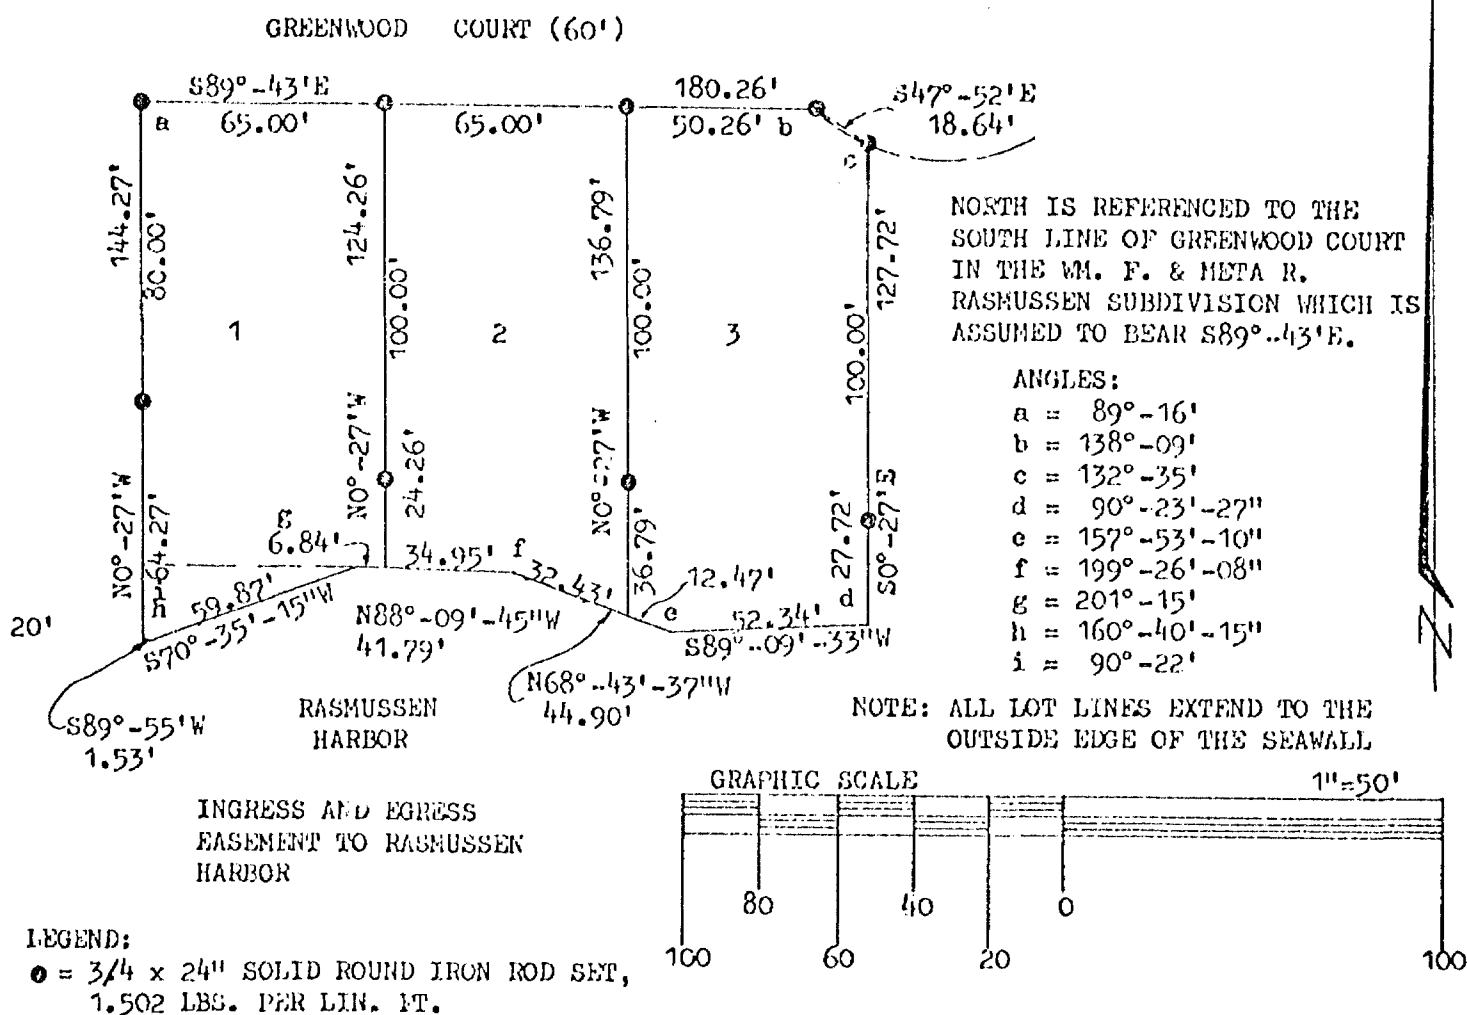 GREENWOOD COURT (60')
S89°-43'E
65.00'
65.00'
180.26'
50.26'
S47°-52'E
18.64'
a
b
c
144.27'
80.00'
124.26'
100.00'
136.79'
100.00'
127.72'
100.00'
1
2
3
NORTH IS REFERENCED TO THE
SOUTH LINE OF GREENWOOD COURT
IN THE WM. F. & META R.
RASMUSSEN SUBDIVISION WHICH IS
ASSUMED TO BEAR S89°-43'E.
ANGLES:
a = 89°-16'
b = 138°-09'
c = 132°-35'
d = 90°-23'-27"
e = 157°-53'-10"
f = 199°-26'-08"
g = 201°-15'
h = 160°-40'-15"
i = 90°-22'
N0°-27'W
64.27'
N0°-27'W
24.26'
N0°-27'W
36.79'
27.72'
S0°-27'E
g
6.84'
34.95'
f
32.43'
12.47'
e
52.34'
d
h
59.87'
S70°-35'-15"W
N88°-09'-45"W
41.79'
S89°-09'-33"W
N68°-43'-37"W
44.90'
20'
S89°-55'W
1.53'
RASMUSSEN
HARBOR
NOTE: ALL LOT LINES EXTEND TO THE
OUTSIDE EDGE OF THE SEAWALL
INGRESS AND EGRESS
EASEMENT TO RASMUSSEN
HARBOR
GRAPHIC SCALE
1"=50'
80
40
0
100
60
20
100
LEGEND:
= 3/4 x 24" SOLID ROUND IRON ROD SET,
1.502 LBS. PER LIN. FT.
N